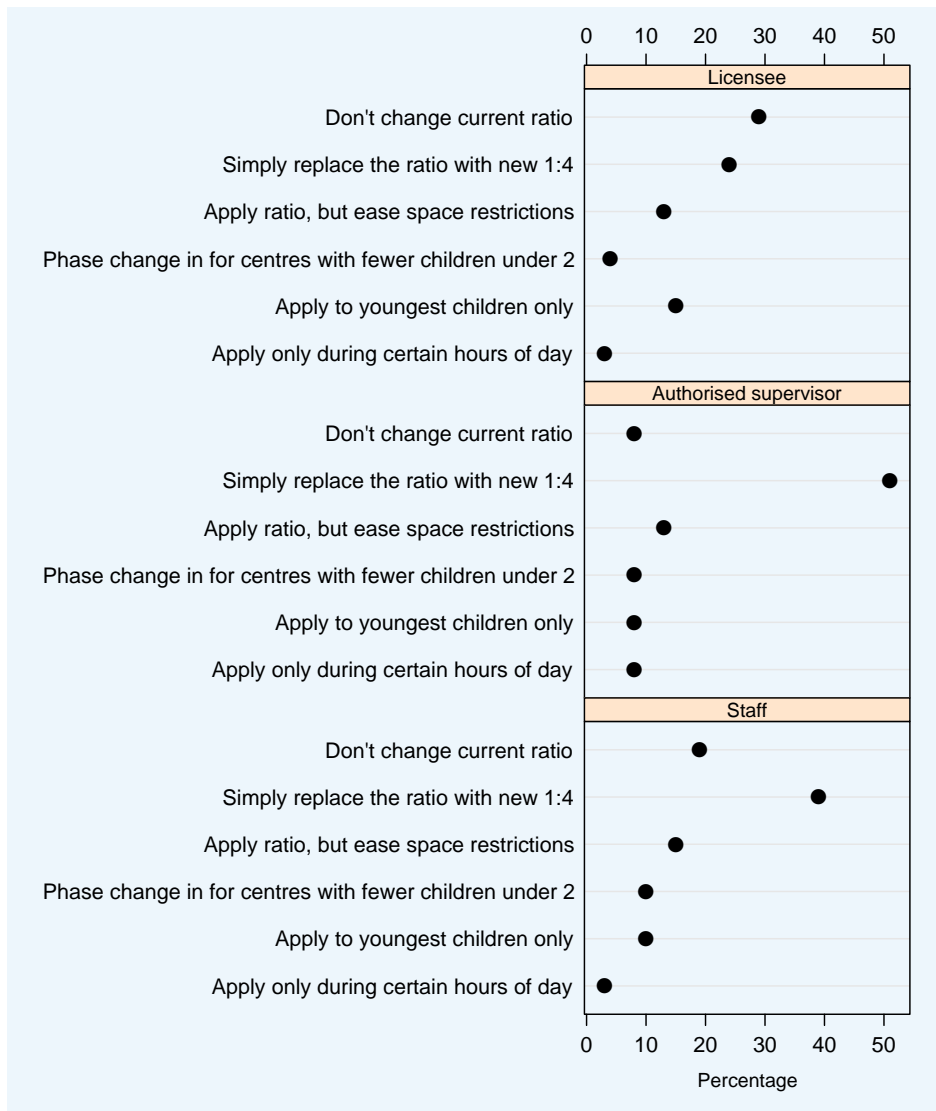 0 10 20 30 40 50
Licensee
Don't change current ratio
Simply replace the ratio with new 1:4
Apply ratio, but ease space restrictions
Phase change in for centres with fewer children under 2
Apply to youngest children only
Apply only during certain hours of day
Authorised supervisor
Don't change current ratio
Simply replace the ratio with new 1:4
Apply ratio, but ease space restrictions
Phase change in for centres with fewer children under 2
Apply to youngest children only
Apply only during certain hours of day
Staff
Don't change current ratio
Simply replace the ratio with new 1:4
Apply ratio, but ease space restrictions
Phase change in for centres with fewer children under 2
Apply to youngest children only
Apply only during certain hours of day
0 10 20 30 40 50
Percentage